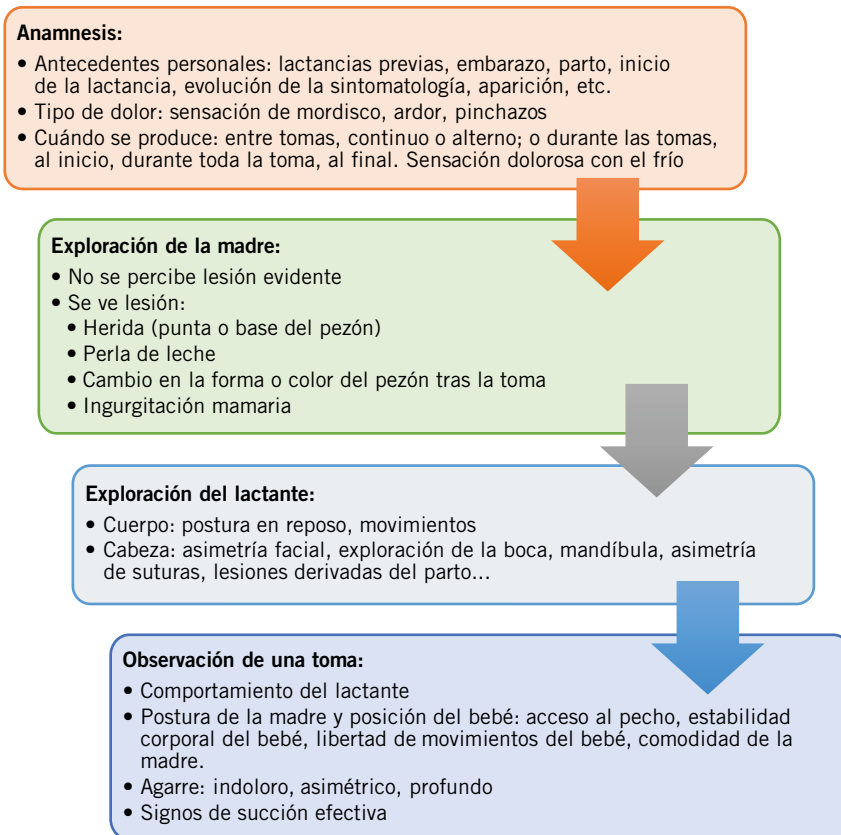 Anamnesis:
• Antecedentes personales: lactancias previas, embarazo, parto, inicio
de la lactancia, evolución de la sintomatología, aparición, etc.
• Tipo de dolor: sensación de mordisco, ardor, pinchazos
• Cuándo se produce: entre tomas, continuo o alterno; o durante las tomas,
al inicio, durante toda la toma, al final. Sensación dolorosa con el frío
Exploración de la madre:
• No se percibe lesión evidente
• Se ve lesión:
• Herida (punta o base del pezón)
• Perla de leche
• Cambio en la forma o color del pezón tras la toma
• Ingurgitación mamaria
Exploración del lactante:
• Cuerpo: postura en reposo, movimientos
• Cabeza: asimetría facial, exploración de la boca, mandíbula, asimetría
de suturas, lesiones derivadas del parto...
Observación de una toma:
• Comportamiento del lactante
• Postura de la madre y posición del bebé: acceso al pecho, estabilidad
corporal del bebé, libertad de movimientos del bebé, comodidad de la
madre.
• Agarre: indoloro, asimétrico, profundo
• Signos de succión efectiva